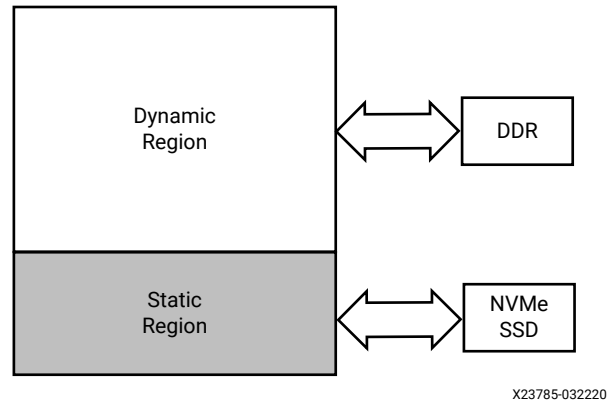 Dynamic
Region
DDR
Static
Region
NVMe
SSD
X23785-032220